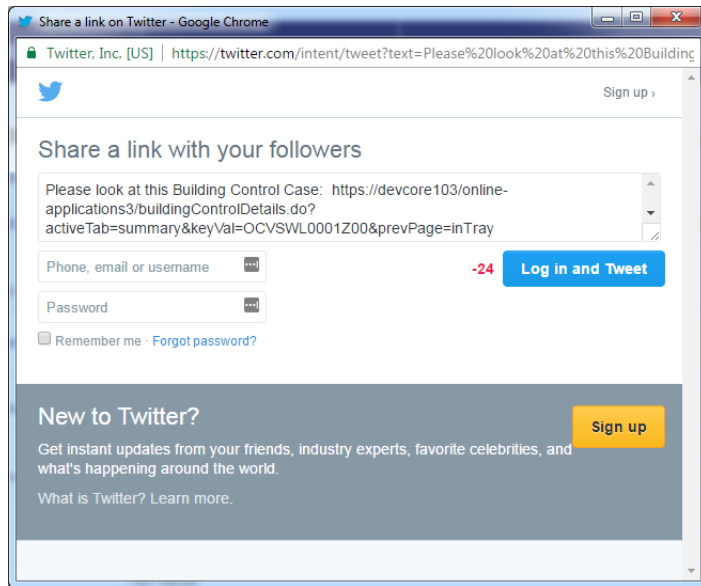 Share a link on Twitter - Google Chrome
Twitter, Inc. [US] | https://twitter.com/intent/tweet?text=Please%20look%20at%20this%20Building
Sign up ›
Share a link with your followers
Please look at this Building Control Case:  https://devcore103/online-
applications3/buildingControlDetails.do?
activeTab=summary&keyVal=OCVSWL0001Z00&prevPage=inTray
Phone, email or username
-24 Log in and Tweet
Password
Remember me · Forgot password?
New to Twitter?
Sign up
Get instant updates from your friends, industry experts, favorite celebrities, and
what's happening around the world.
What is Twitter? Learn more.